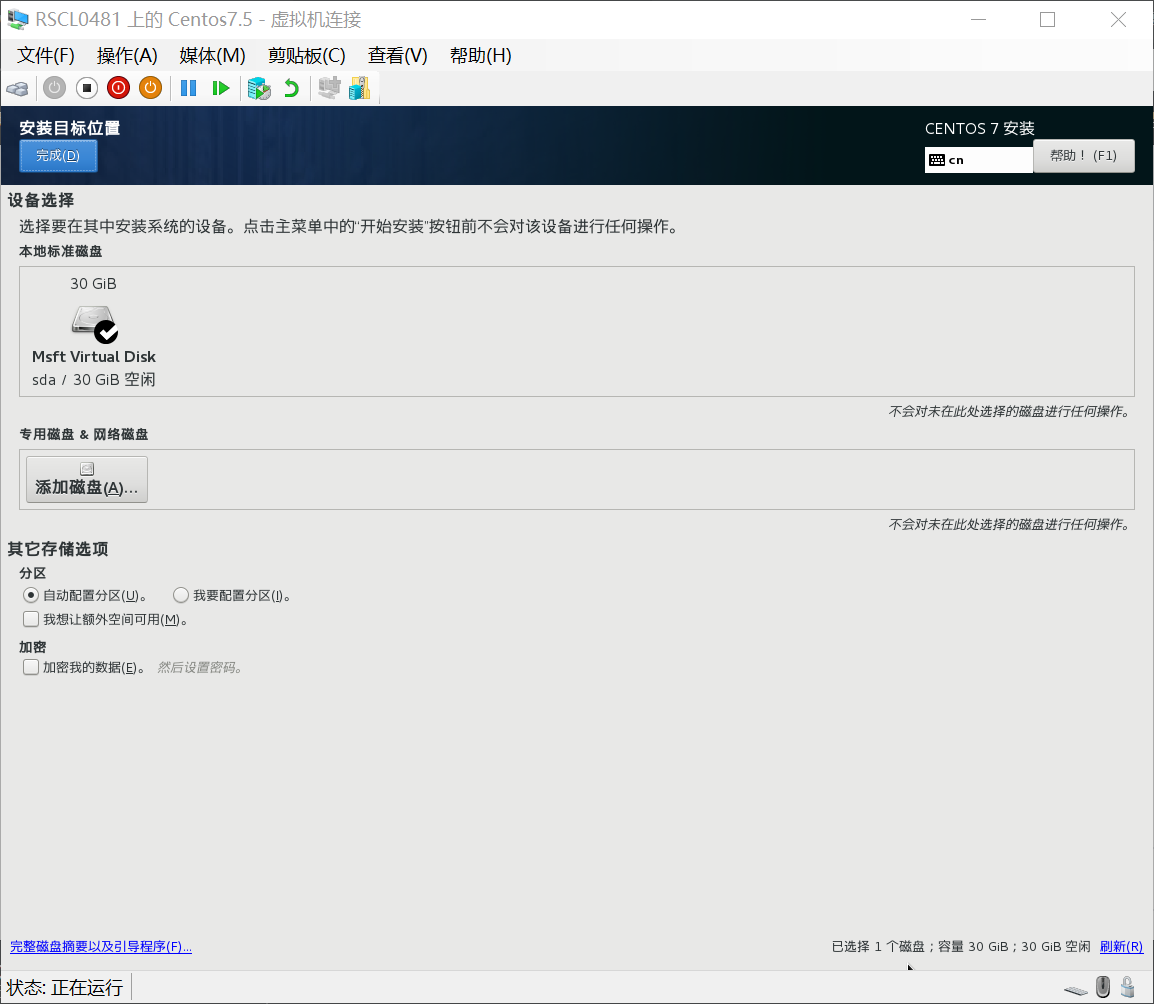 RSCL0481 上的 Centos7.5 - 虚拟机连接
文件(F) 操作(A) 媒体(M) 剪贴板(C) 查看(V) 帮助(H)
安装目标位置
CENTOS 7 安装
完成(D)
cn
帮助！ (F1)
设备选择
选择要在其中安装系统的设备。点击主菜单中的“开始安装”按钮前不会对该设备进行任何操作。
本地标准磁盘
30 GiB
Msft Virtual Disk
sda / 30 GiB 空闲
不会对未在此处选择的磁盘进行任何操作。
专用磁盘 & 网络磁盘
添加磁盘(A)...
不会对未在此处选择的磁盘进行任何操作。
其它存储选项
分区
自动配置分区(U)。 我要配置分区(I)。
我想让额外空间可用(M)。
加密
加密我的数据(E)。 然后设置密码。
完整磁盘摘要以及引导程序(F)... 已选择 1 个磁盘；容量 30 GiB；30 GiB 空闲 刷新(R)
状态: 正在运行